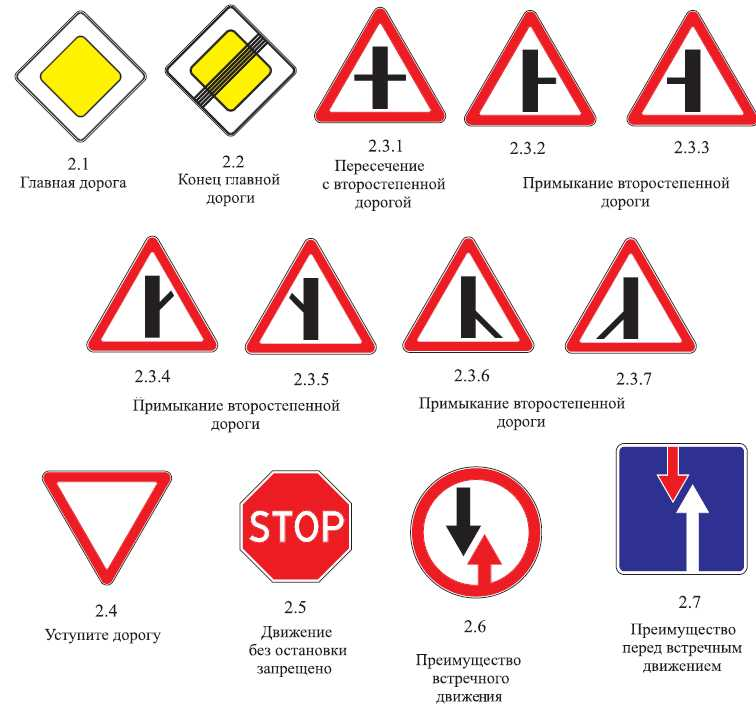 2.1
Главная дорога
2.2
Конец главной
дороги
2.3.1
Пересечение
с второстепенной
дорогой
2.3.2
2.3.3
Примыкание второстепенной
дороги
2.3.4
2.3.5
Примыкание второстепенной
дороги
2.3.6
2.3.7
Примыкание второстепенной
дороги
2.4
Уступите дорогу
STOP
2.5
Движение
без остановки
запрещено
2.6
Преимущество
встречного
движения
2.7
Преимущество
перед встречным
движением